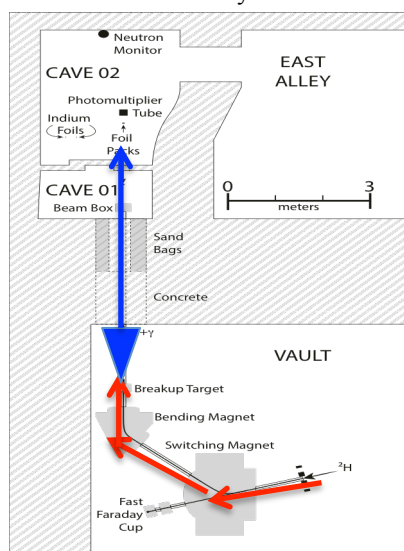 Neutron
Monitor
CAVE 02
EAST
ALLEY
Photomultiplier
Tube
Indium
Foils
Foil
Packs
CAVE 01
Beam Box
0 3
meters
Sand
Bags
Concrete
+γ
VAULT
Breakup Target
Bending Magnet
Switching Magnet
²H
Fast
Faraday
Cup